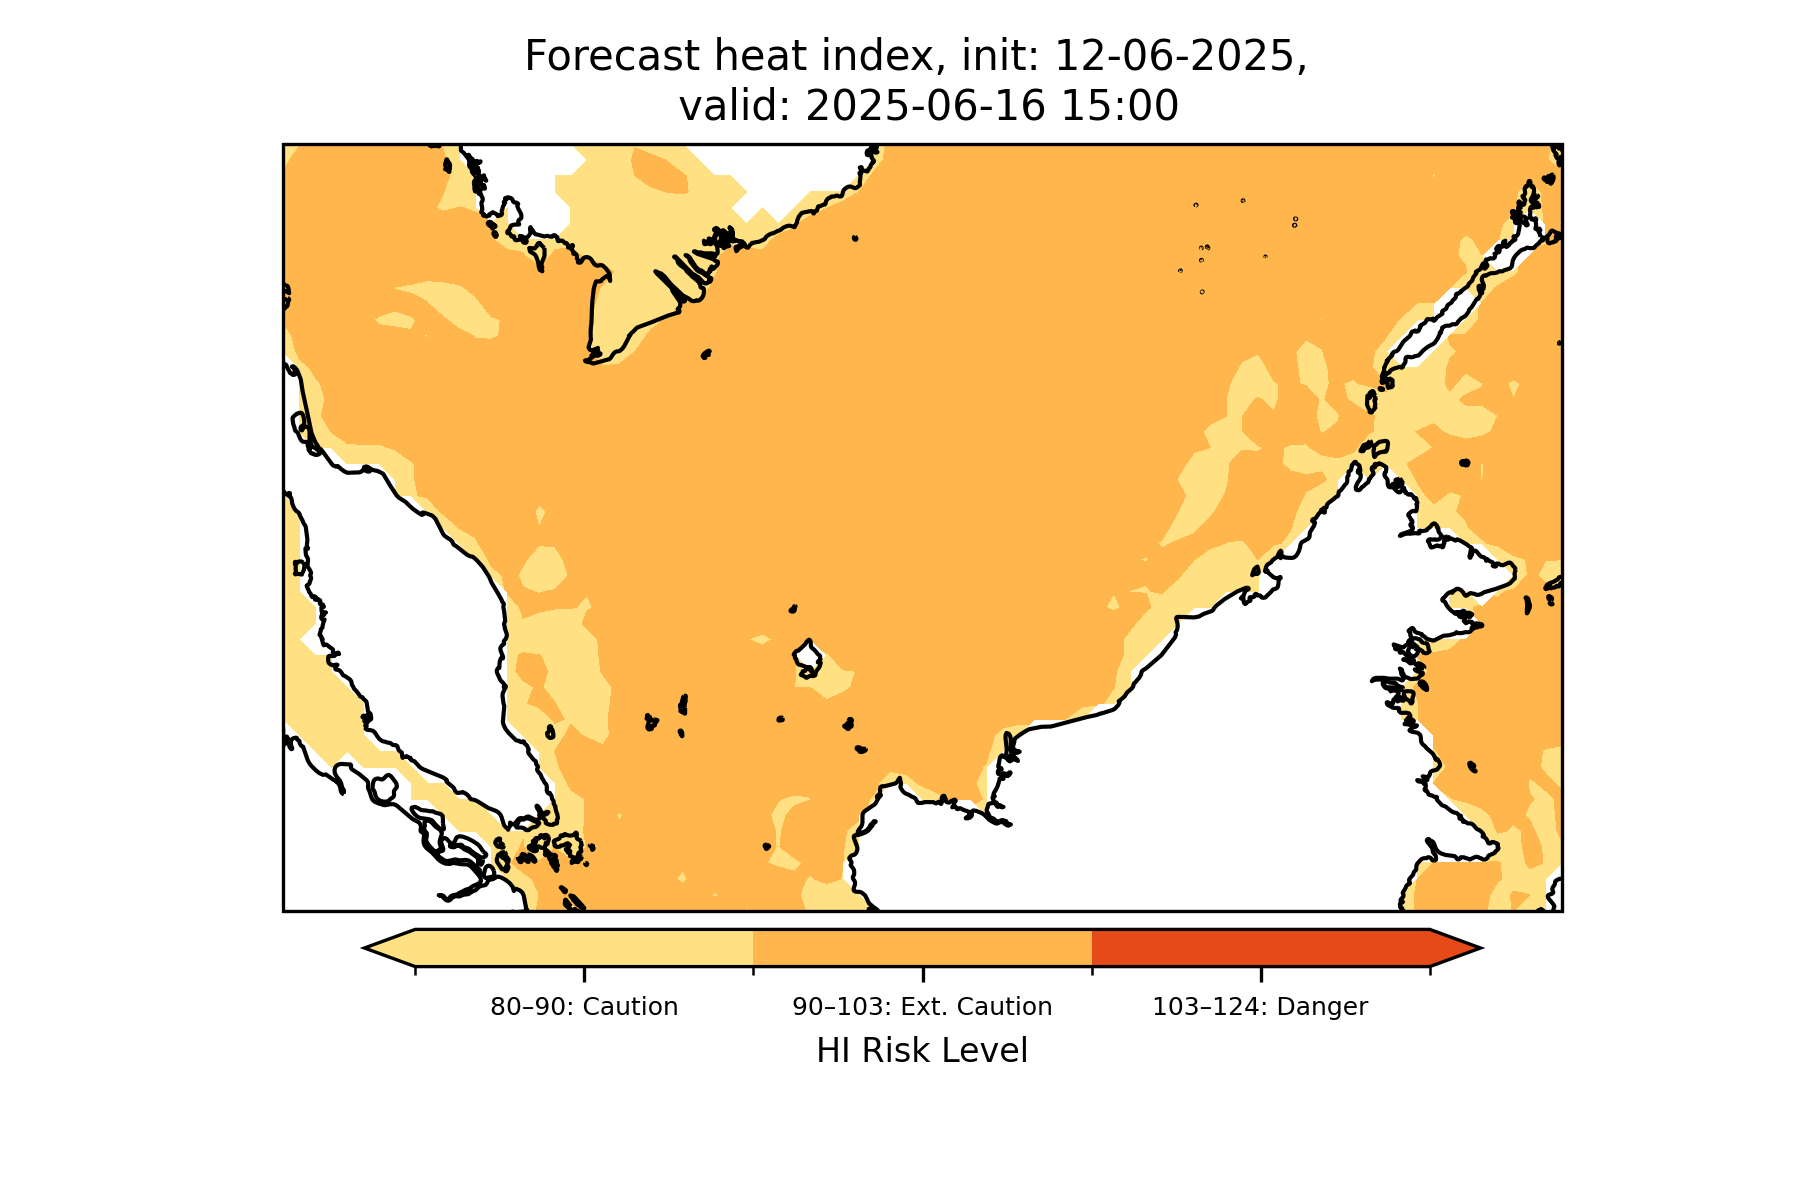 Forecast heat index, init: 12-06-2025,
valid: 2025-06-16 15:00
80–90: Caution
90–103: Ext. Caution
103–124: Danger
HI Risk Level